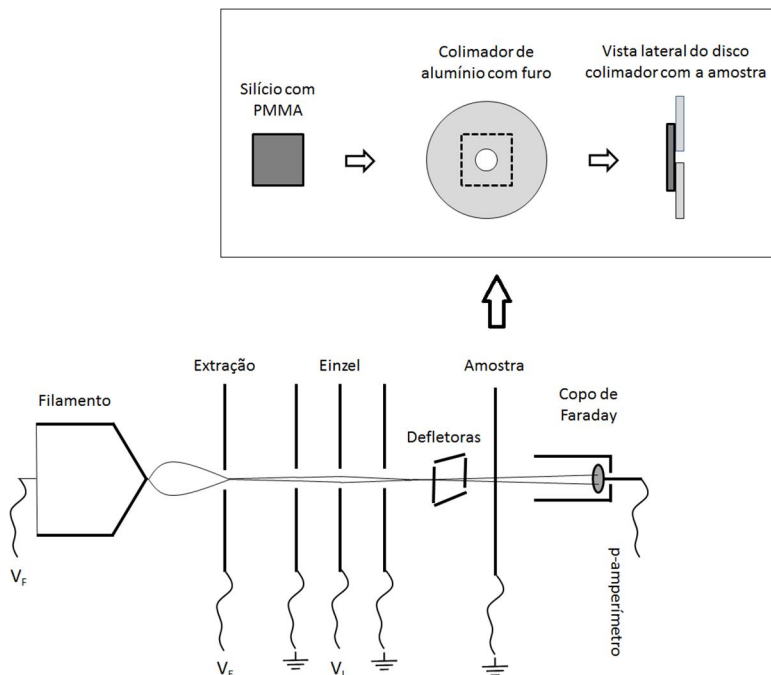 Silício com
PMMA
Colimador de
alumínio com furo
Vista lateral do disco
colimador com a amostra
Filamento
Extração
Einzel
Defletoras
Amostra
Copo de
Faraday
V_F
V_E
V_L
p-amperímetro